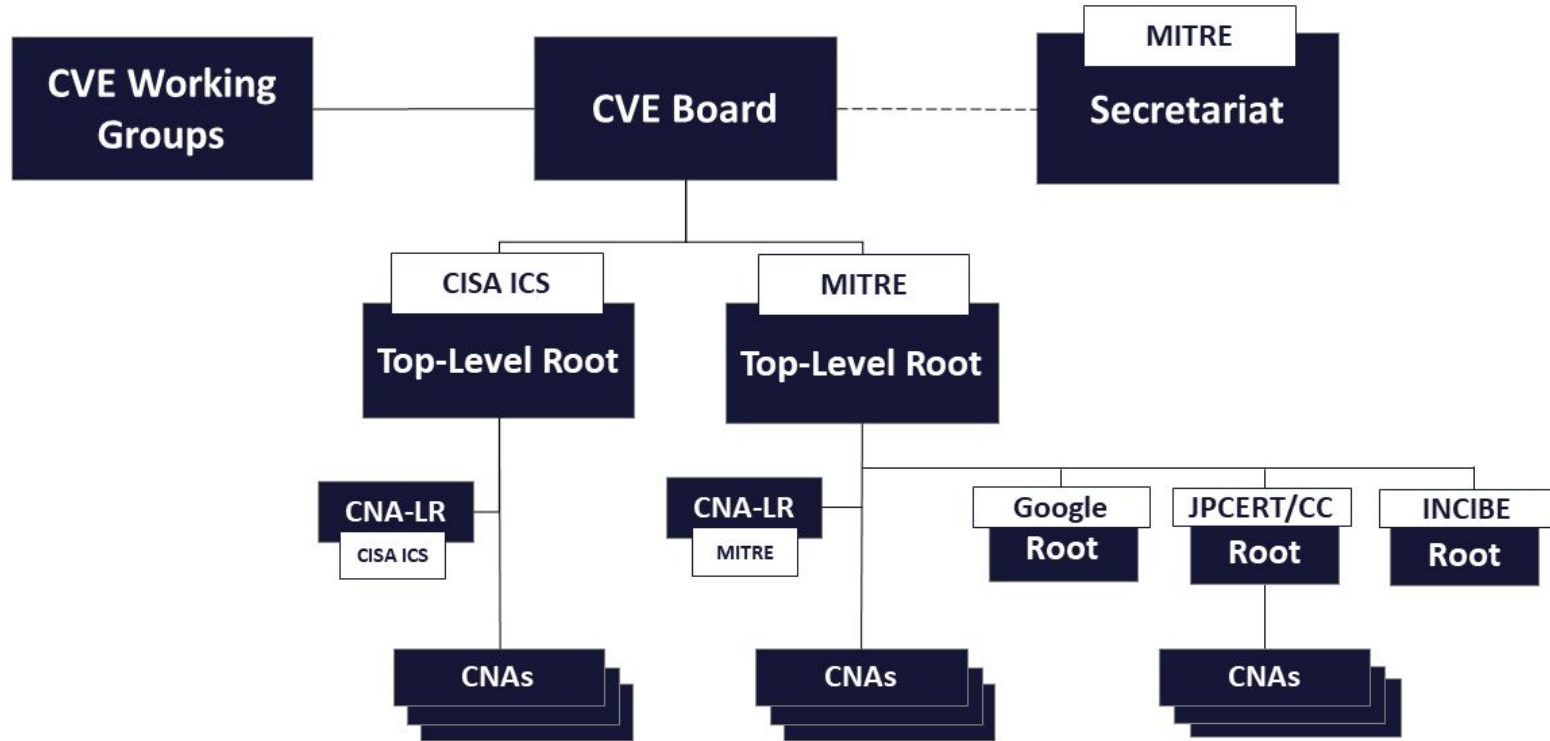 MITRE
CVE Working
Groups
CVE Board
Secretariat
CISA ICS
MITRE
Top-Level Root
Top-Level Root
CNA-LR
CISA ICS
CNA-LR
MITRE
Google
Root
JPCERT/CC
Root
INCIBE
Root
CNAs
CNAs
CNAs